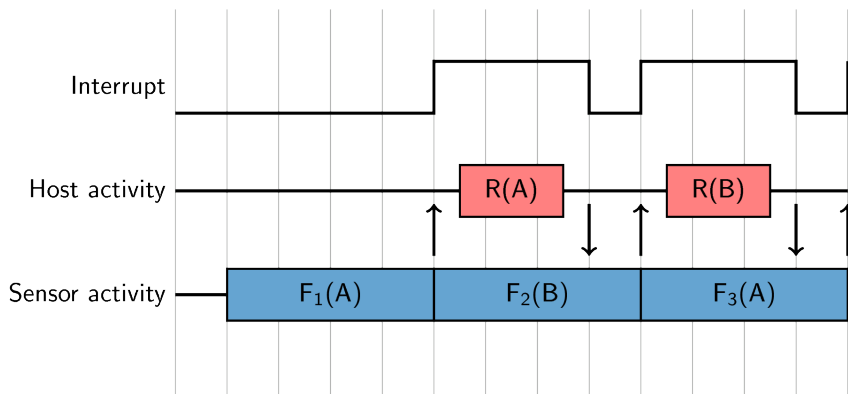 Interrupt
Host activity
R(A)
R(B)
Sensor activity
F₁(A)
F₂(B)
F₃(A)